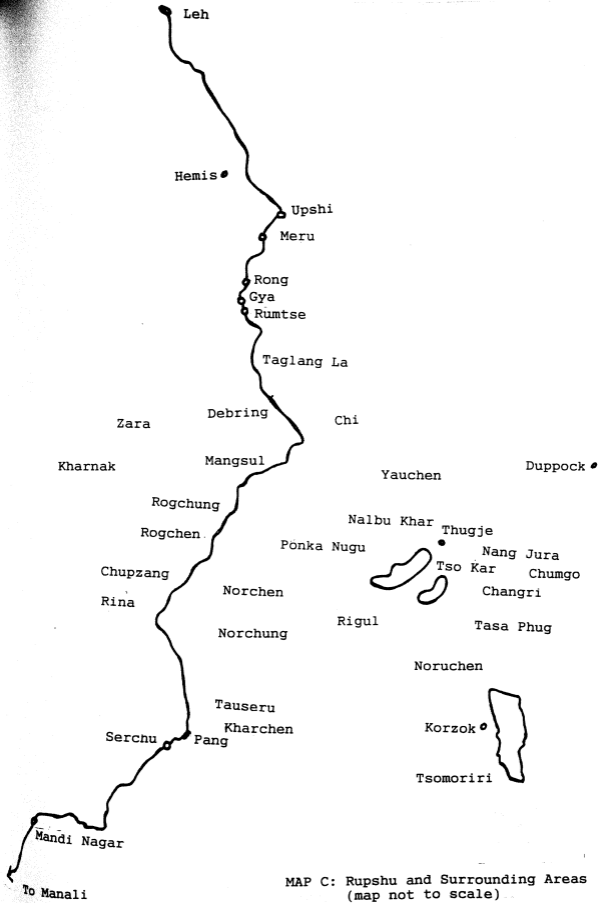 Leh
Hemis
Upshi
Meru
Rong
Gya
Rumtse
Taglang La
Debring
Chi
Zara
Kharnak
Mangsul
Yauchen
Duppock
Rogchung
Nalbu Khar
Thugje
Rogchen
Ponka Nugu
Nang Jura
Tso Kar
Chumgo
Chupzang
Norchen
Changri
Rina
Rigul
Tasa Phug
Norchung
Noruchen
Tauseru
Kharchen
Korzok
Serchu
Pang
Tsomoriri
Mandi Nagar
To Manali
MAP C: Rupshu and Surrounding Areas
(map not to scale)